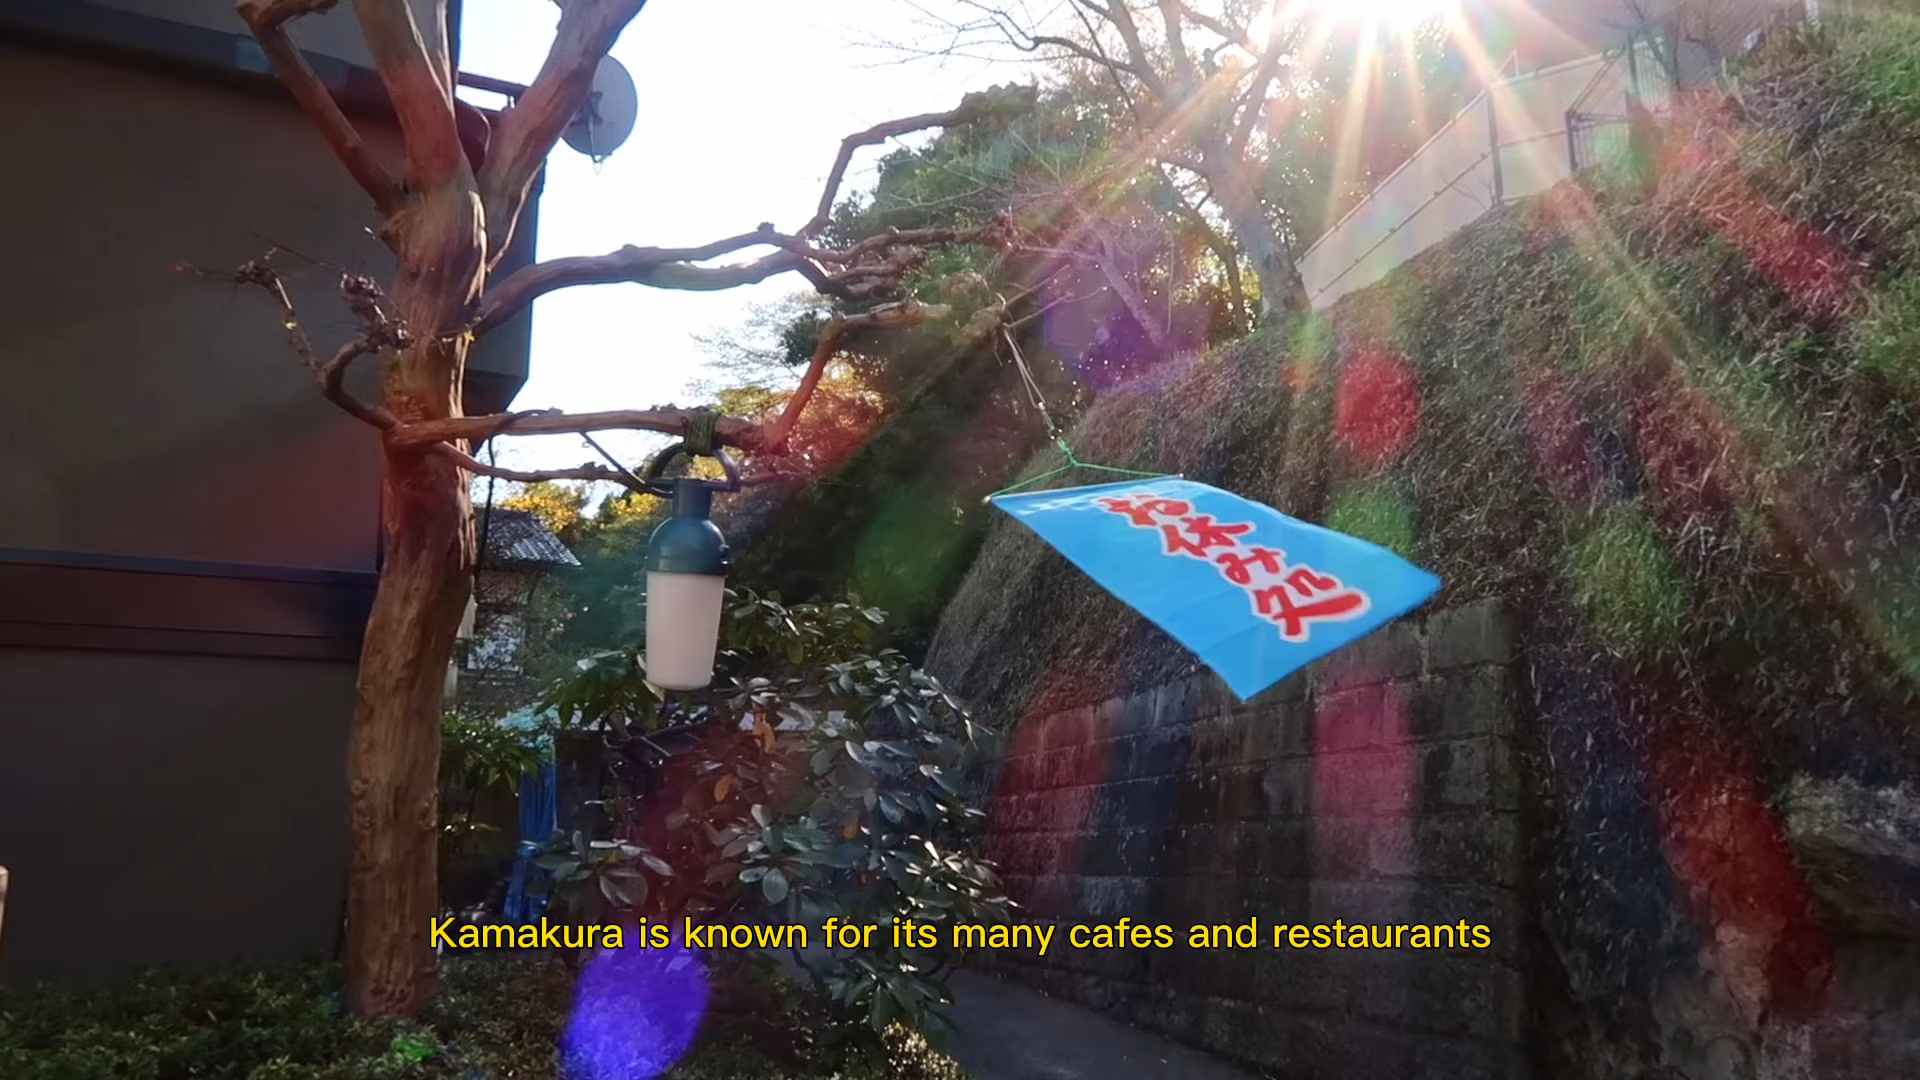 お休み処
Kamakura is known for its many cafes and restaurants